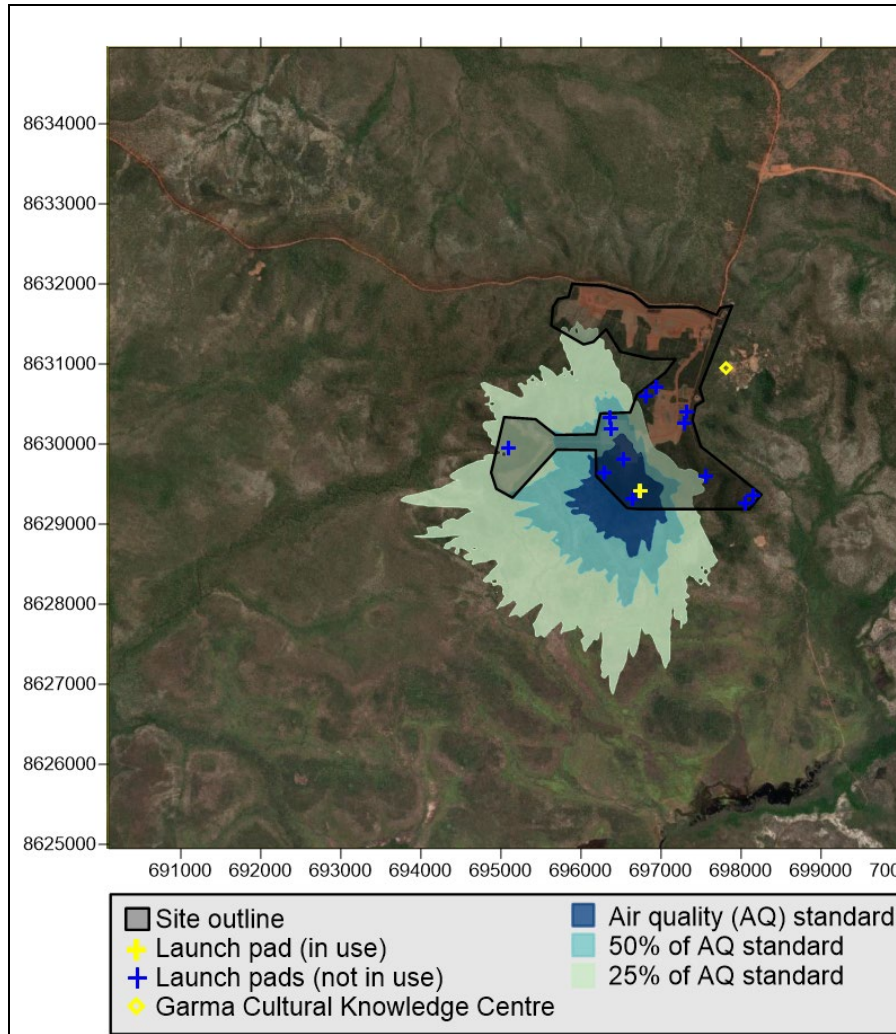 8634000
8633000
8632000
8631000
8630000
8629000
8628000
8627000
8626000
8625000
691000 692000 693000 694000 695000 696000 697000 698000 699000 700
Site outline
Launch pad (in use)
Launch pads (not in use)
Garma Cultural Knowledge Centre
Air quality (AQ) standard
50% of AQ standard
25% of AQ standard